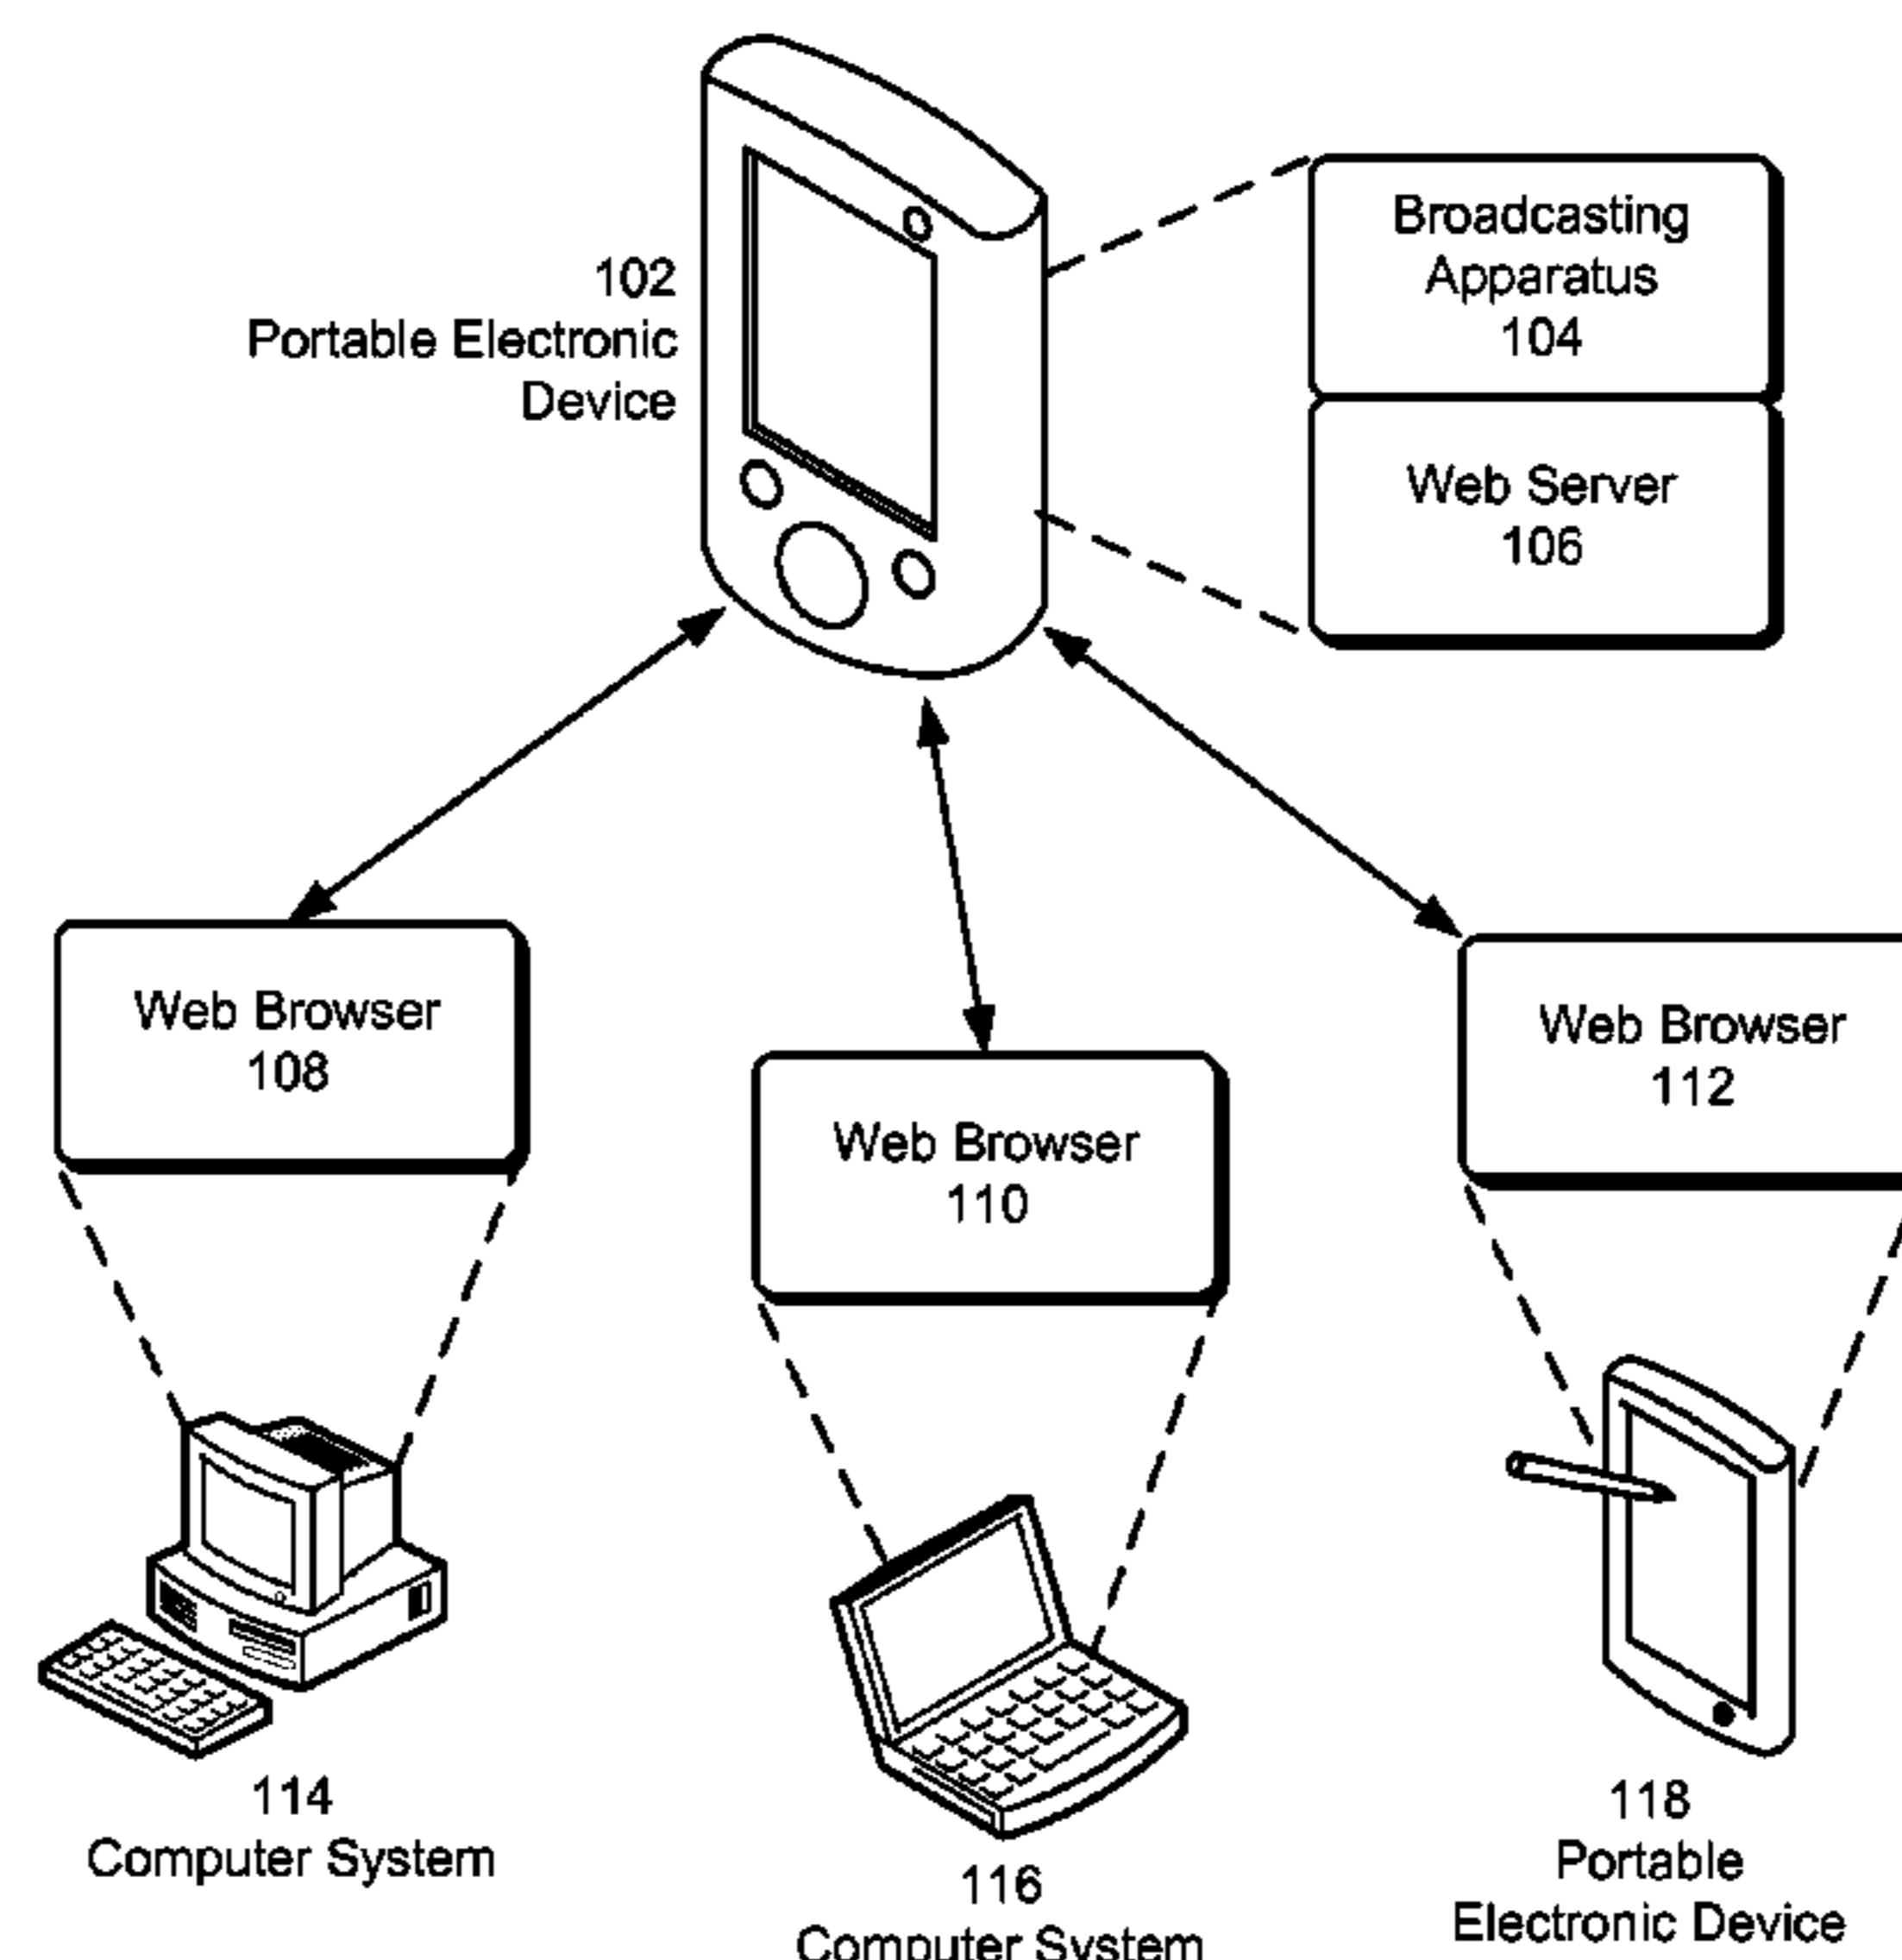 102
Portable Electronic
Device
Broadcasting
Apparatus
104
Web Server
106
Web Browser
108
Web Browser
110
Web Browser
112
114
Computer System
116
Computer System
118
Portable
Electronic Device